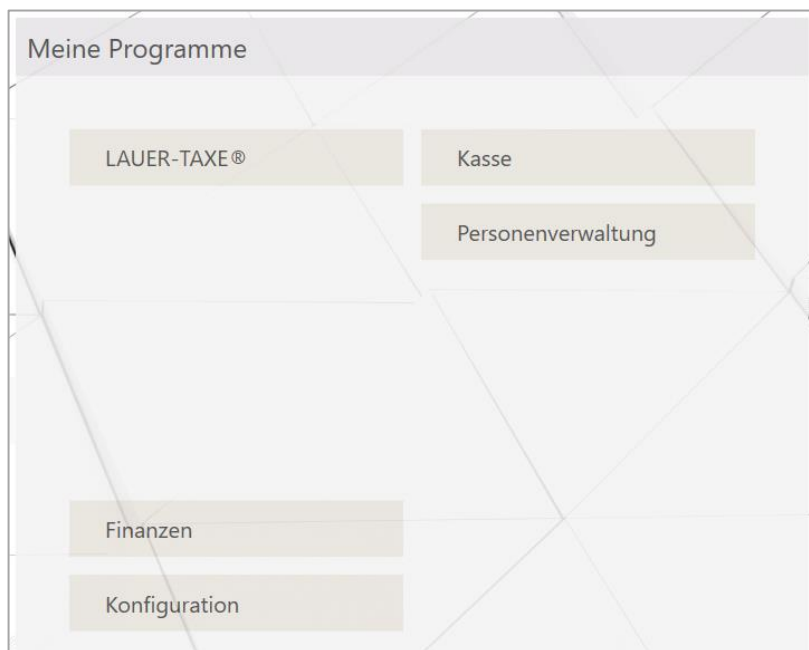 Meine Programme
LAUER-TAXE®
Kasse
Personenverwaltung
Finanzen
Konfiguration